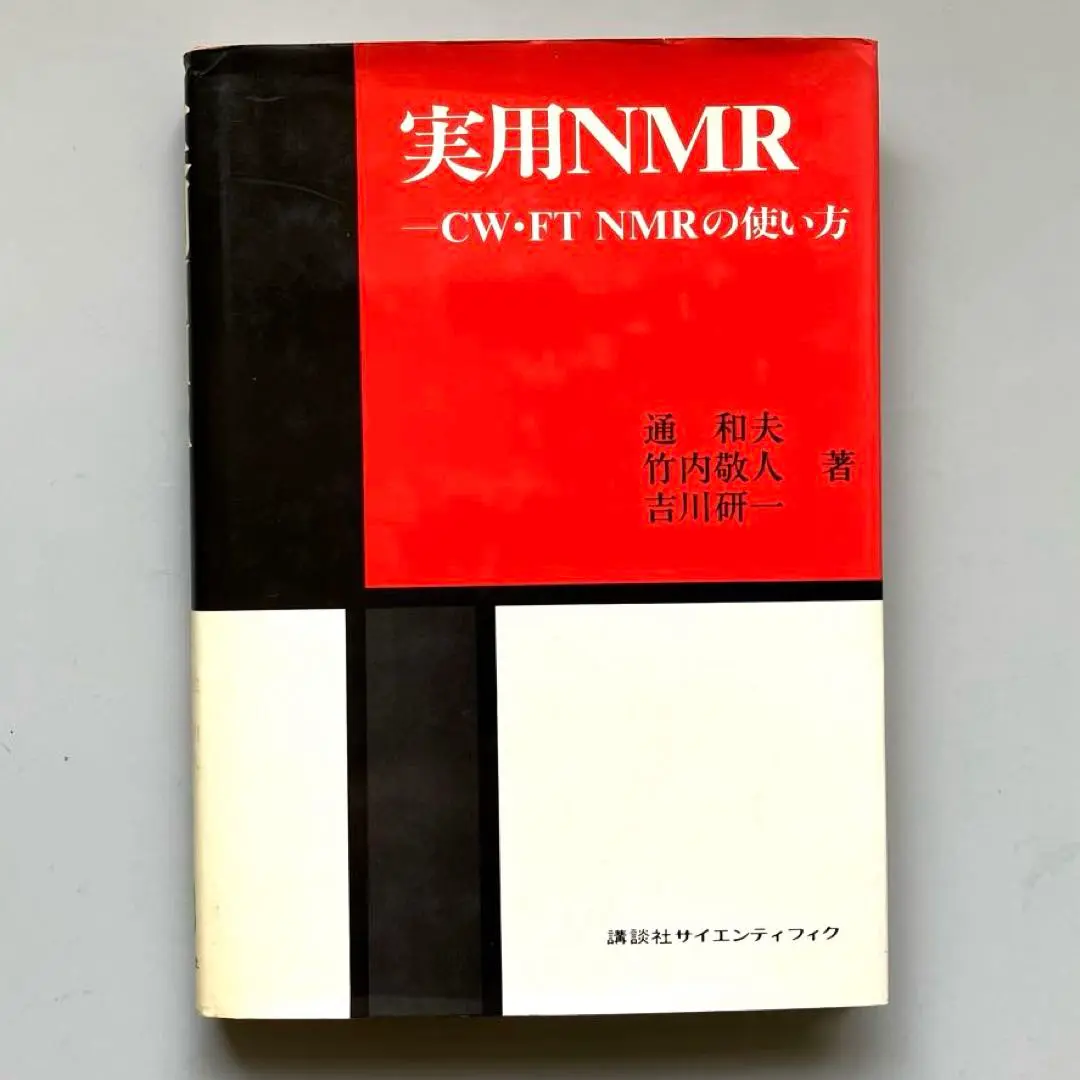 実用NMR
—CW・FT NMRの使い方
通 和夫
竹内敬人 著
吉川研一
講談社サイエンティフィク